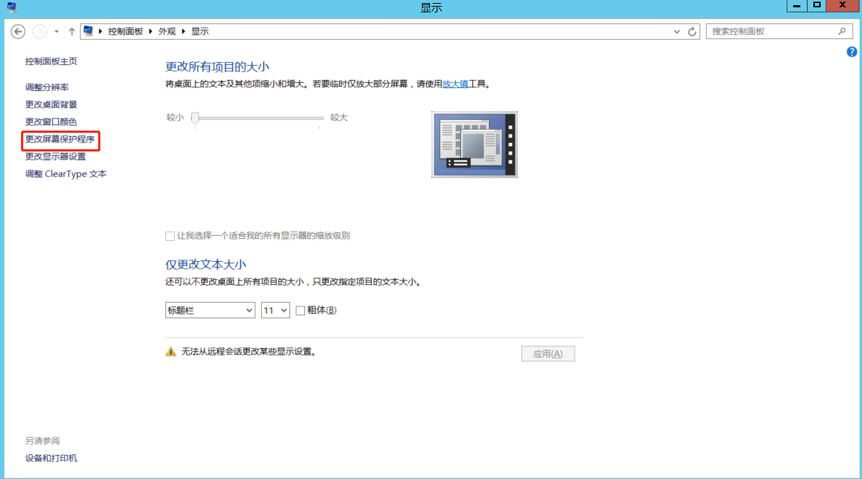 显示
控制面板 外观 显示
搜索控制面板
控制面板主页
调整分辨率
更改桌面背景
更改窗口颜色
更改屏幕保护程序
更改显示器设置
调整 ClearType 文本
更改所有项目的大小
将桌面上的文本及其他项缩小和增大。若要临时仅放大部分屏幕，请使用放大镜工具。
较小 较大
让我选择一个适合我的所有显示器的缩放级别
仅更改文本大小
还可以不更改桌面上所有项目的大小，只更改指定项目的文本大小。
标题栏 11 粗体(B)
无法从远程会话更改某些显示设置。 应用(A)
另请参阅
设备和打印机